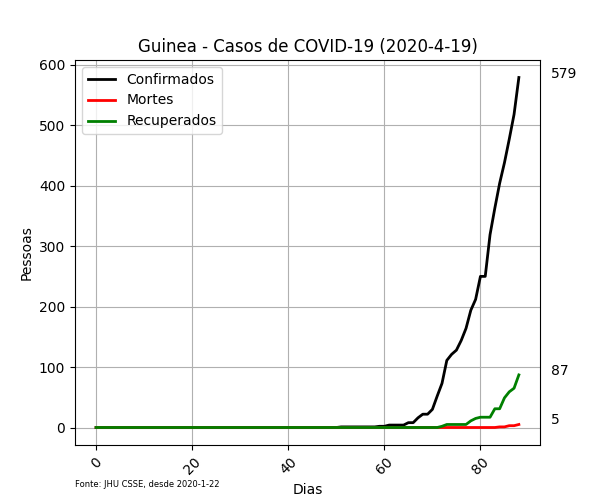 Guinea - Casos de COVID-19 (2020-4-19)
Confirmados
Mortes
Recuperados
600
500
400
300
200
100
0
Pessoas
579
87
5
0
20
40
60
80
Dias
Fonte: JHU CSSE, desde 2020-1-22